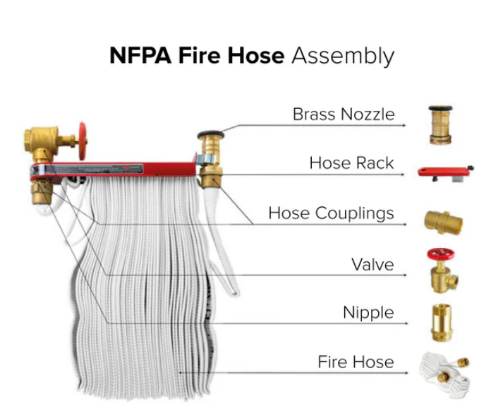 NFPA Fire Hose Assembly
Brass Nozzle
Hose Rack
Hose Couplings
Valve
Nipple
Fire Hose